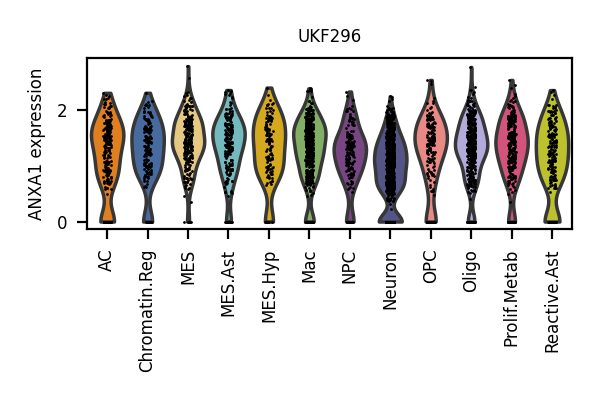 UKF296
ANXA1 expression
2
0
AC
Chromatin.Reg
MES
MES.Ast
MES.Hyp
Mac
NPC
Neuron
OPC
Oligo
Prolif.Metab
Reactive.Ast